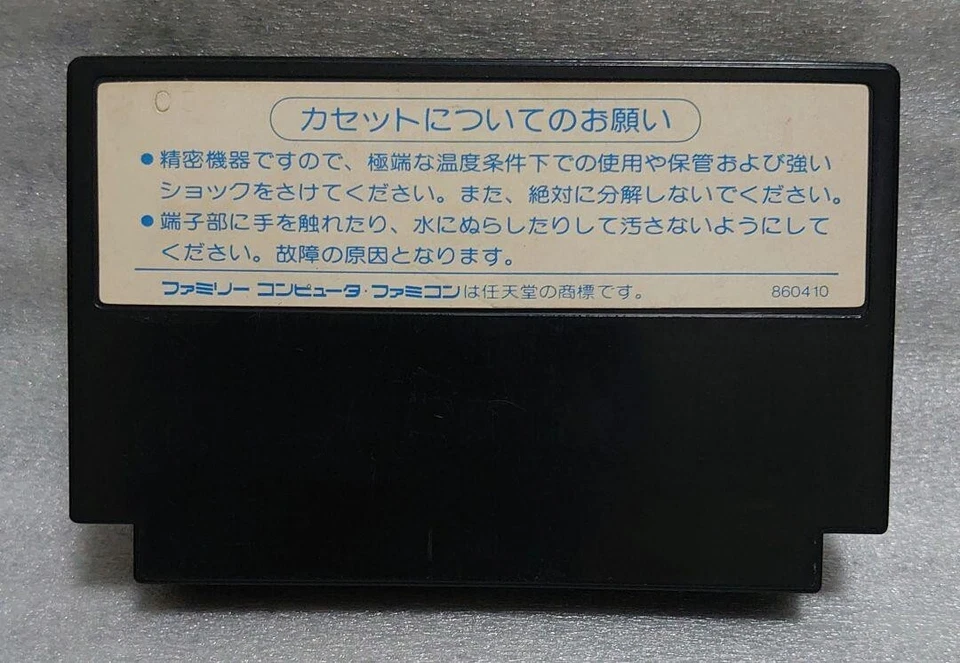 C
カセットについてのお願い
●精密機器ですので、極端な温度条件下での使用や保管および強い
ショックをさけてください。また、絶対に分解しないでください。
●端子部に手を触れたり、水にぬらしたりして汚さないようにして
ください。故障の原因となります。
ファミリー コンピュータ・ファミコンは任天堂の商標です。 860410